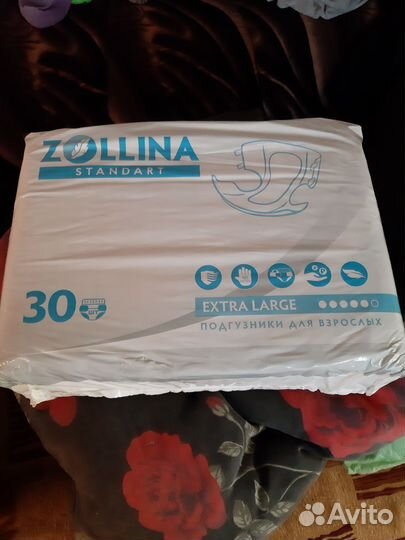 ZOLLINA
STANDART
30
EXTRA LARGE
ПОДГУЗНИКИ ДЛЯ ВЗРОСЛЫХ
Avito